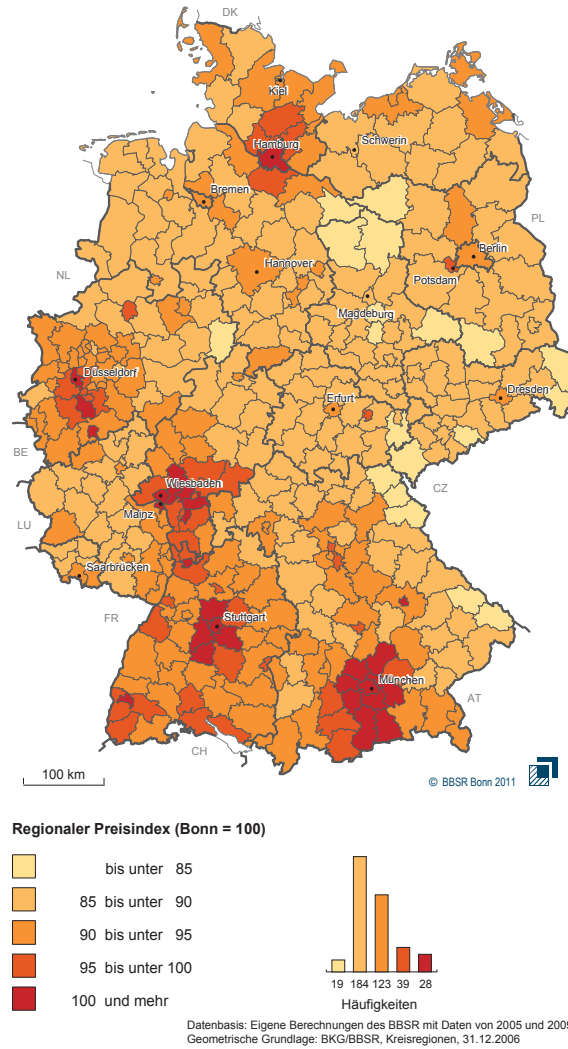 DK
Kiel
Hamburg
Schwerin
Bremen
PL
Berlin
Hannover
NL
Potsdam
Magdeburg
Düsseldorf
Dresden
Erfurt
BE
Wiesbaden
CZ
Mainz
LU
Saarbrücken
FR
Stuttgart
München
AT
CH
100 km
© BBSR Bonn 2011
Regionaler Preisindex (Bonn = 100)
bis unter 85
85 bis unter 90
90 bis unter 95
95 bis unter 100
100 und mehr
19 184 123 39 28
Häufigkeiten
Datenbasis: Eigene Berechnungen des BBSR mit Daten von 2005 und 2009
Geometrische Grundlage: BKG/BBSR, Kreisregionen, 31.12.2006